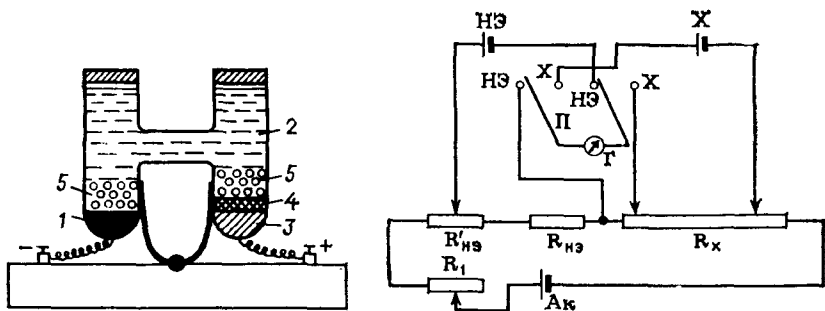 2
5
5
4
1
3
− +
НЭ "Х"
НЭ Х НЭ Х
П
Г
R'нэ Rнэ Rх
R₁
Ак